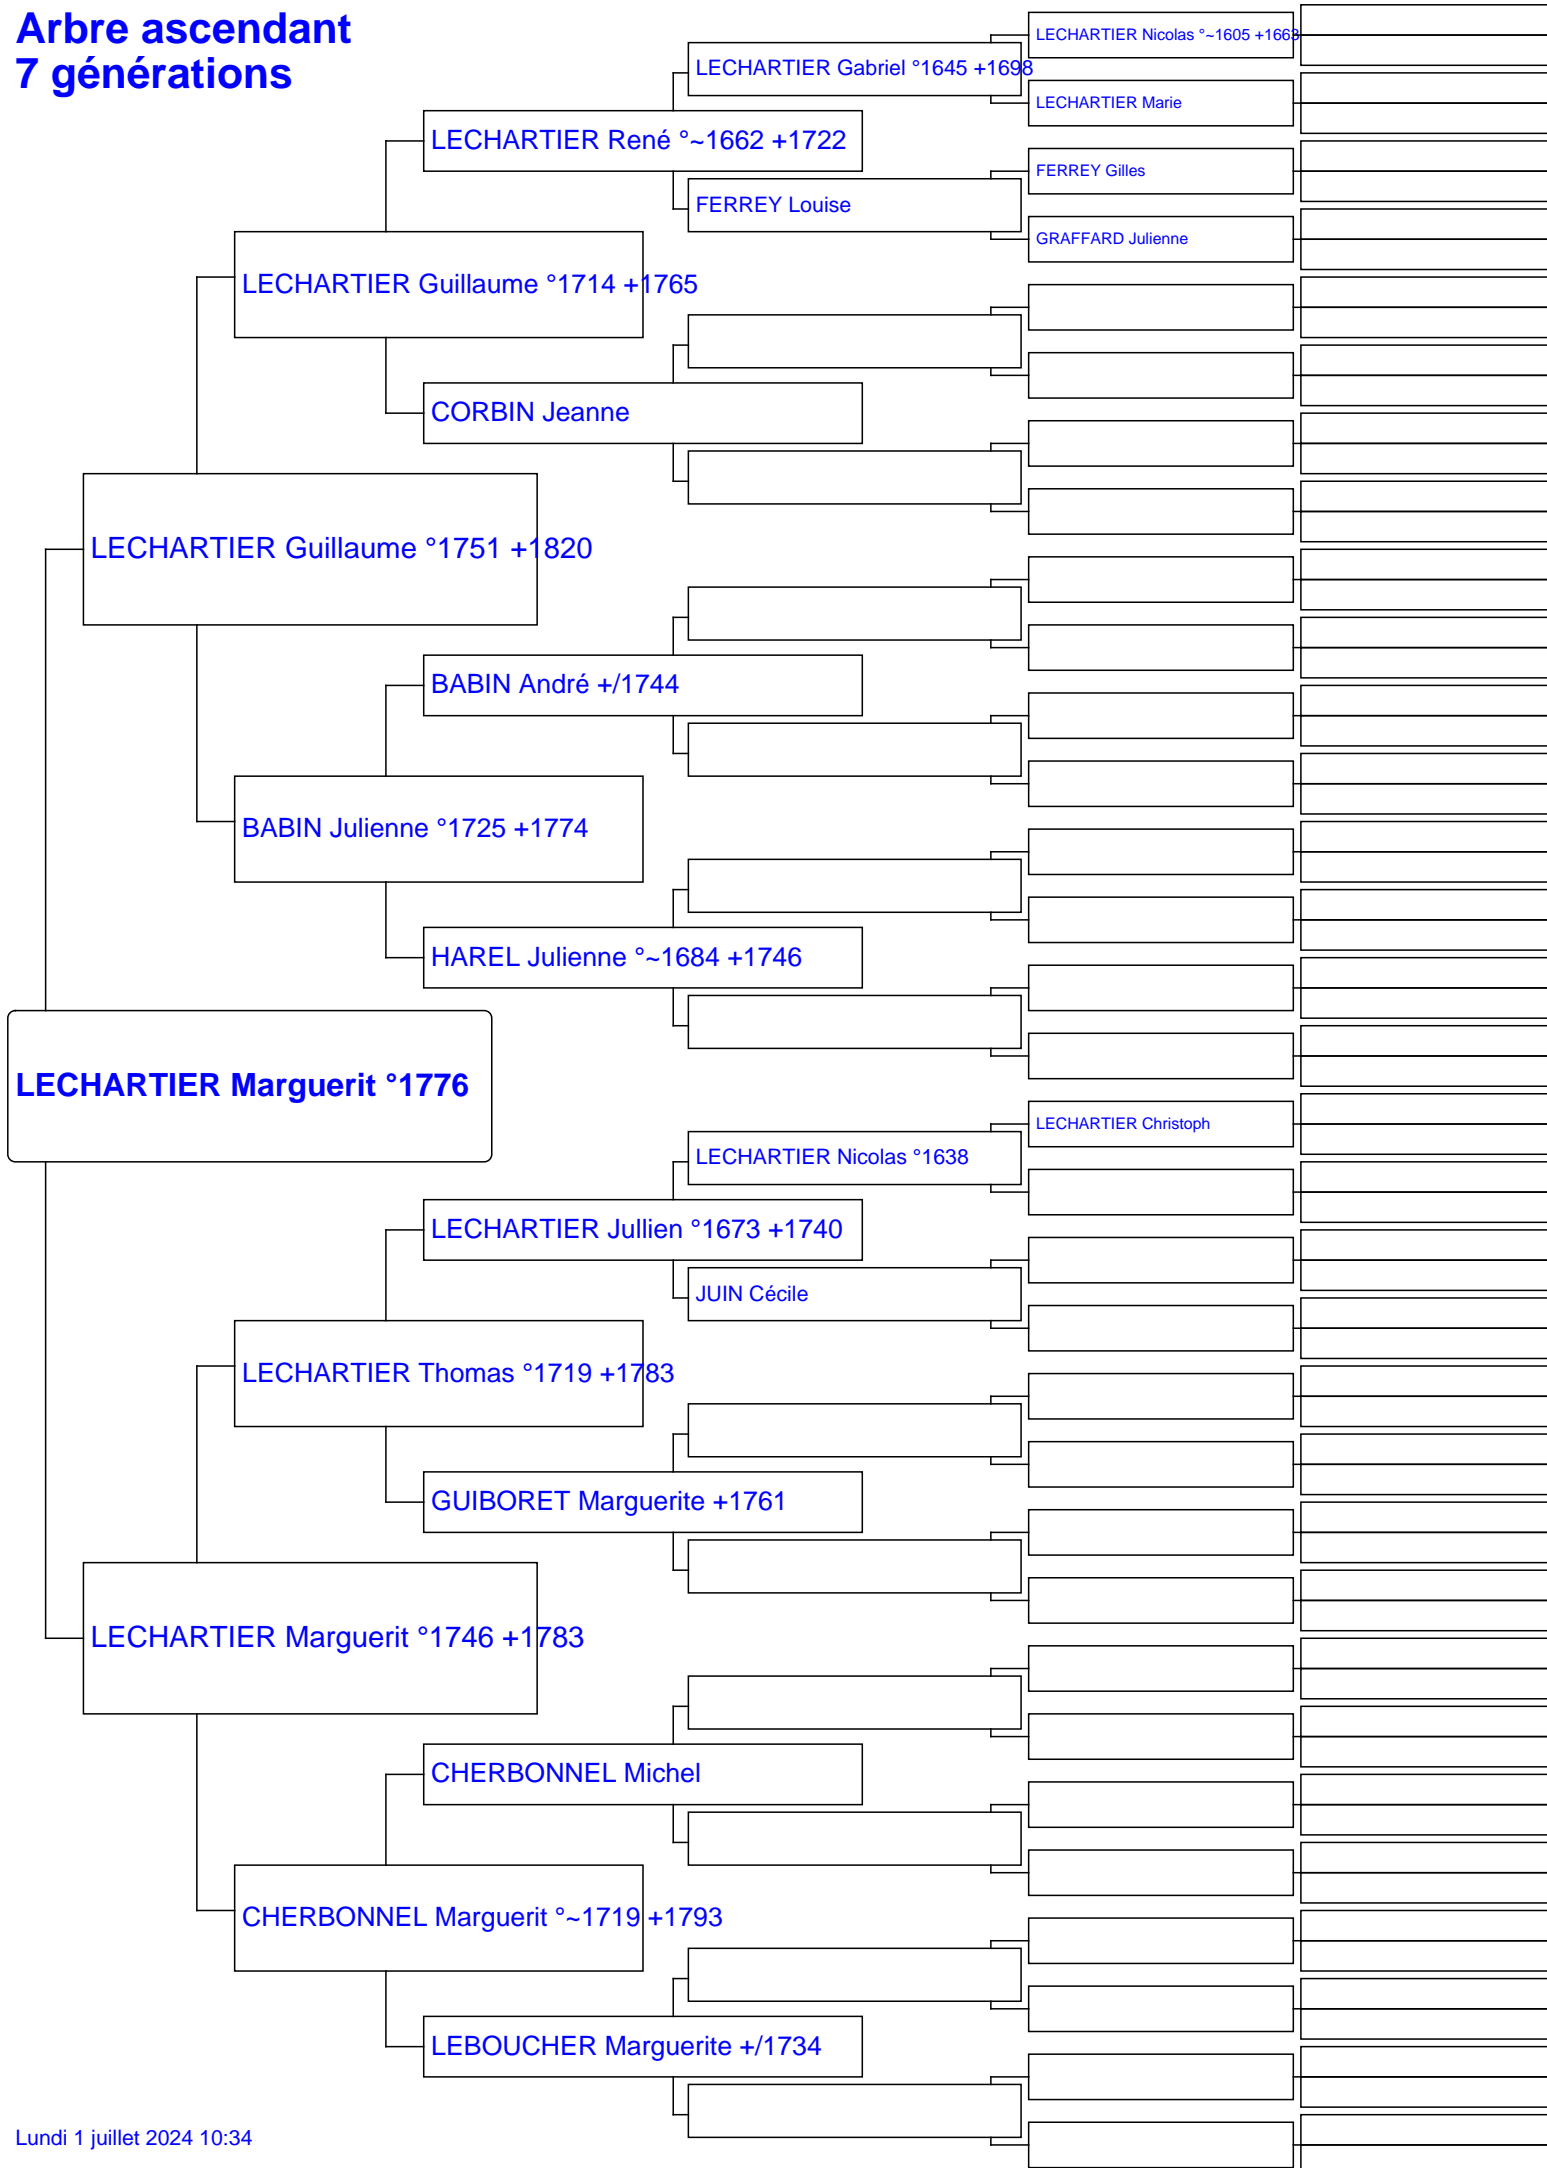 Arbre ascendant
7 générations
LECHARTIER Nicolas °~1605 +1663
LECHARTIER Gabriel °1645 +1698
LECHARTIER Marie
LECHARTIER René °~1662 +1722
FERREY Gilles
FERREY Louise
GRAFFARD Julienne
LECHARTIER Guillaume °1714 +1765
CORBIN Jeanne
LECHARTIER Guillaume °1751 +1820
BABIN André +/1744
BABIN Julienne °1725 +1774
HAREL Julienne °~1684 +1746
LECHARTIER Marguerit °1776
LECHARTIER Christoph
LECHARTIER Nicolas °1638
LECHARTIER Jullien °1673 +1740
JUIN Cécile
LECHARTIER Thomas °1719 +1783
GUIBORET Marguerite +1761
LECHARTIER Marguerit °1746 +1783
CHERBONNEL Michel
CHERBONNEL Marguerit °~1719 +1793
LEBOUCHER Marguerite +/1734
Lundi 1 juillet 2024 10:34